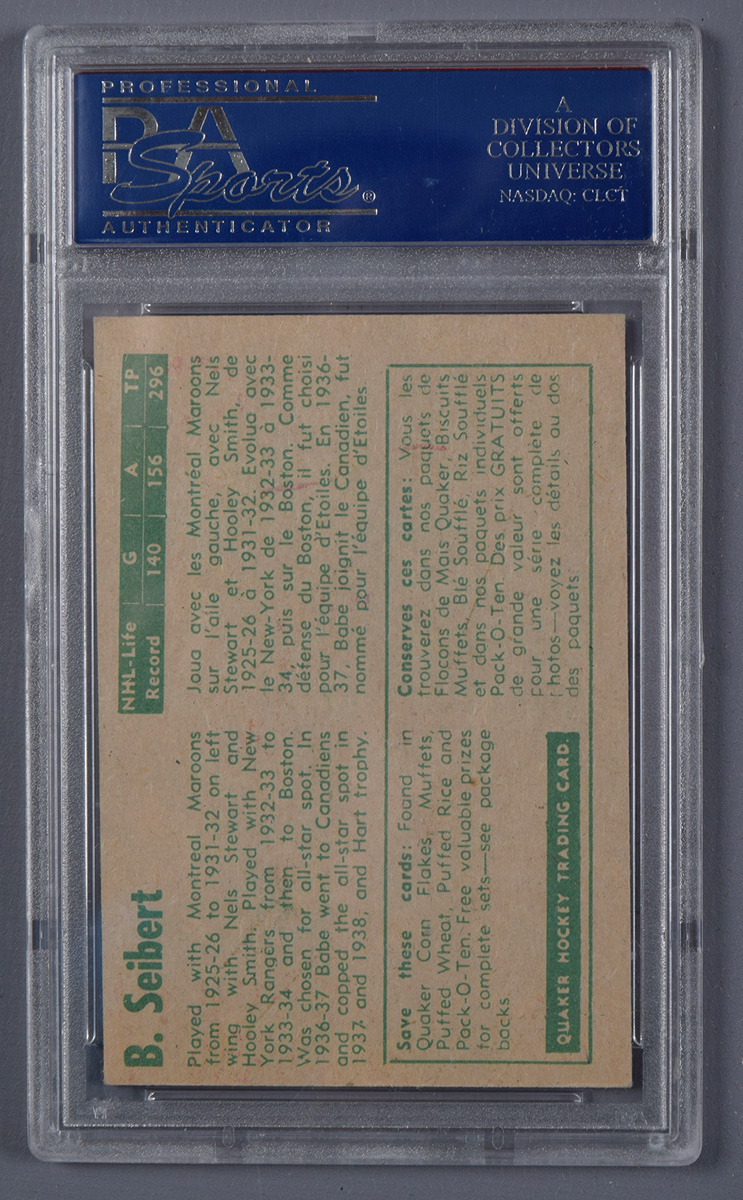 PROFESSIONAL
PSA
Sports®
AUTHENTICATOR
A
DIVISION OF
COLLECTORS
UNIVERSE
NASDAQ: CLCT
B. Seibert
Played with Montreal Maroons
from 1925-26 to 1931-32 on left
wing with Nels Stewart and
Hooley Smith. Played with New
York Rangers from 1932-33 to
1933-34 and then to Boston.
Was chosen for all-star spot. In
1936-37 Babe went to Canadiens
and copped the all-star spot in
1937 and 1938, and Hart trophy.
NHL-Life G A TP
Record 140 156 296
Joua avec les Montréal Maroons
sur l'aile gauche, avec Nels
Stewart et Hooley Smith, de
1925-26 à 1931-32. Evolua avec
le New-York de 1932-33 à 1933-
34, puis sur le Boston. Comme
défense du Boston, il fut choisi
pour l'équipe d'Etoiles. En 1936-
37, Babe joignit le Canadien, fut
nommé pour l'équipe d'Etoiles
Save these cards: Found in
Quaker Corn Flakes, Muffets,
Puffed Wheat, Puffed Rice and
Pack-O-Ten. Free valuable prizes
for complete sets—see package
backs
QUAKER HOCKEY TRADING CARD.
Conserves ces cartes: Vous les
trouverez dans nos paquets de
Flocons de Maïs Quaker, Biscuits
Muffets, Blé Soufflé, Riz Soufflé
et dans nos paquets individuels
Pack-O-Ten. Des prix GRATUITS
de grande valeur sont offerts
pour une série complète de
photos—voyez les détails au dos
des paquets